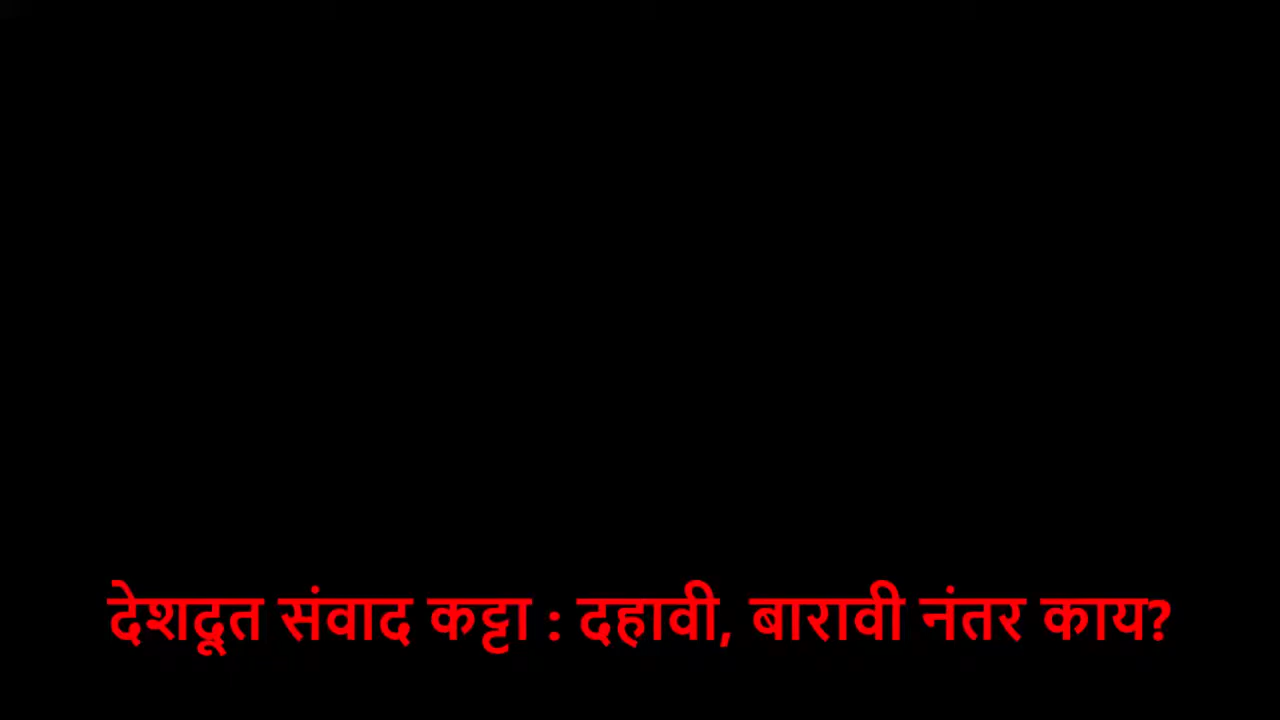 देशदूत संवाद कट्टा : दहावी, बारावी नंतर काय?